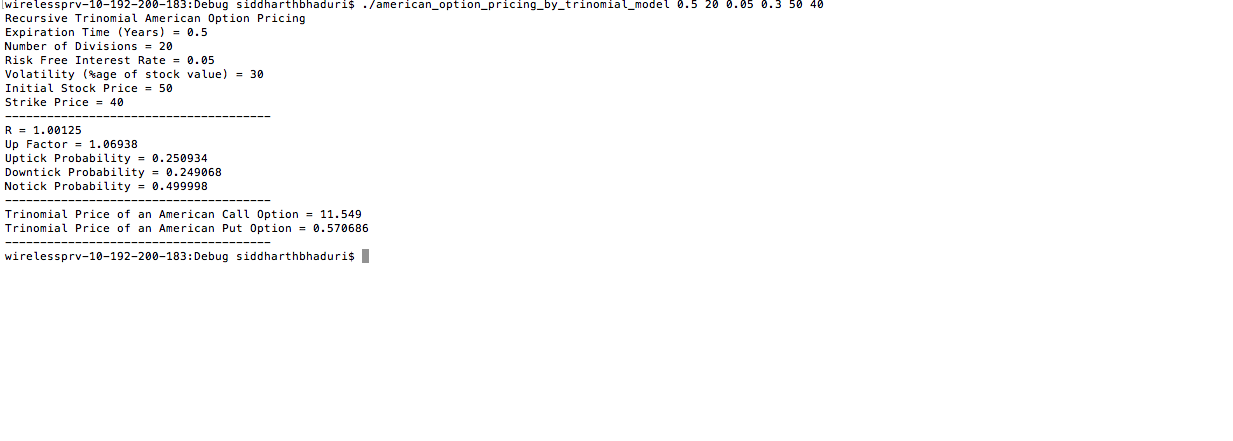 wirelessprv-10-192-200-183:Debug siddharthbhaduri$ ./american_option_pricing_by_trinomial_model 0.5 20 0.05 0.3 50 40
Recursive Trinomial American Option Pricing
Expiration Time (Years) = 0.5
Number of Divisions = 20
Risk Free Interest Rate = 0.05
Volatility (%age of stock value) = 30
Initial Stock Price = 50
Strike Price = 40
--------------------------------------
R = 1.00125
Up Factor = 1.06938
Uptick Probability = 0.250934
Downtick Probability = 0.249068
Notick Probability = 0.499998
--------------------------------------
Trinomial Price of an American Call Option = 11.549
Trinomial Price of an American Put Option = 0.570686
--------------------------------------
wirelessprv-10-192-200-183:Debug siddharthbhaduri$